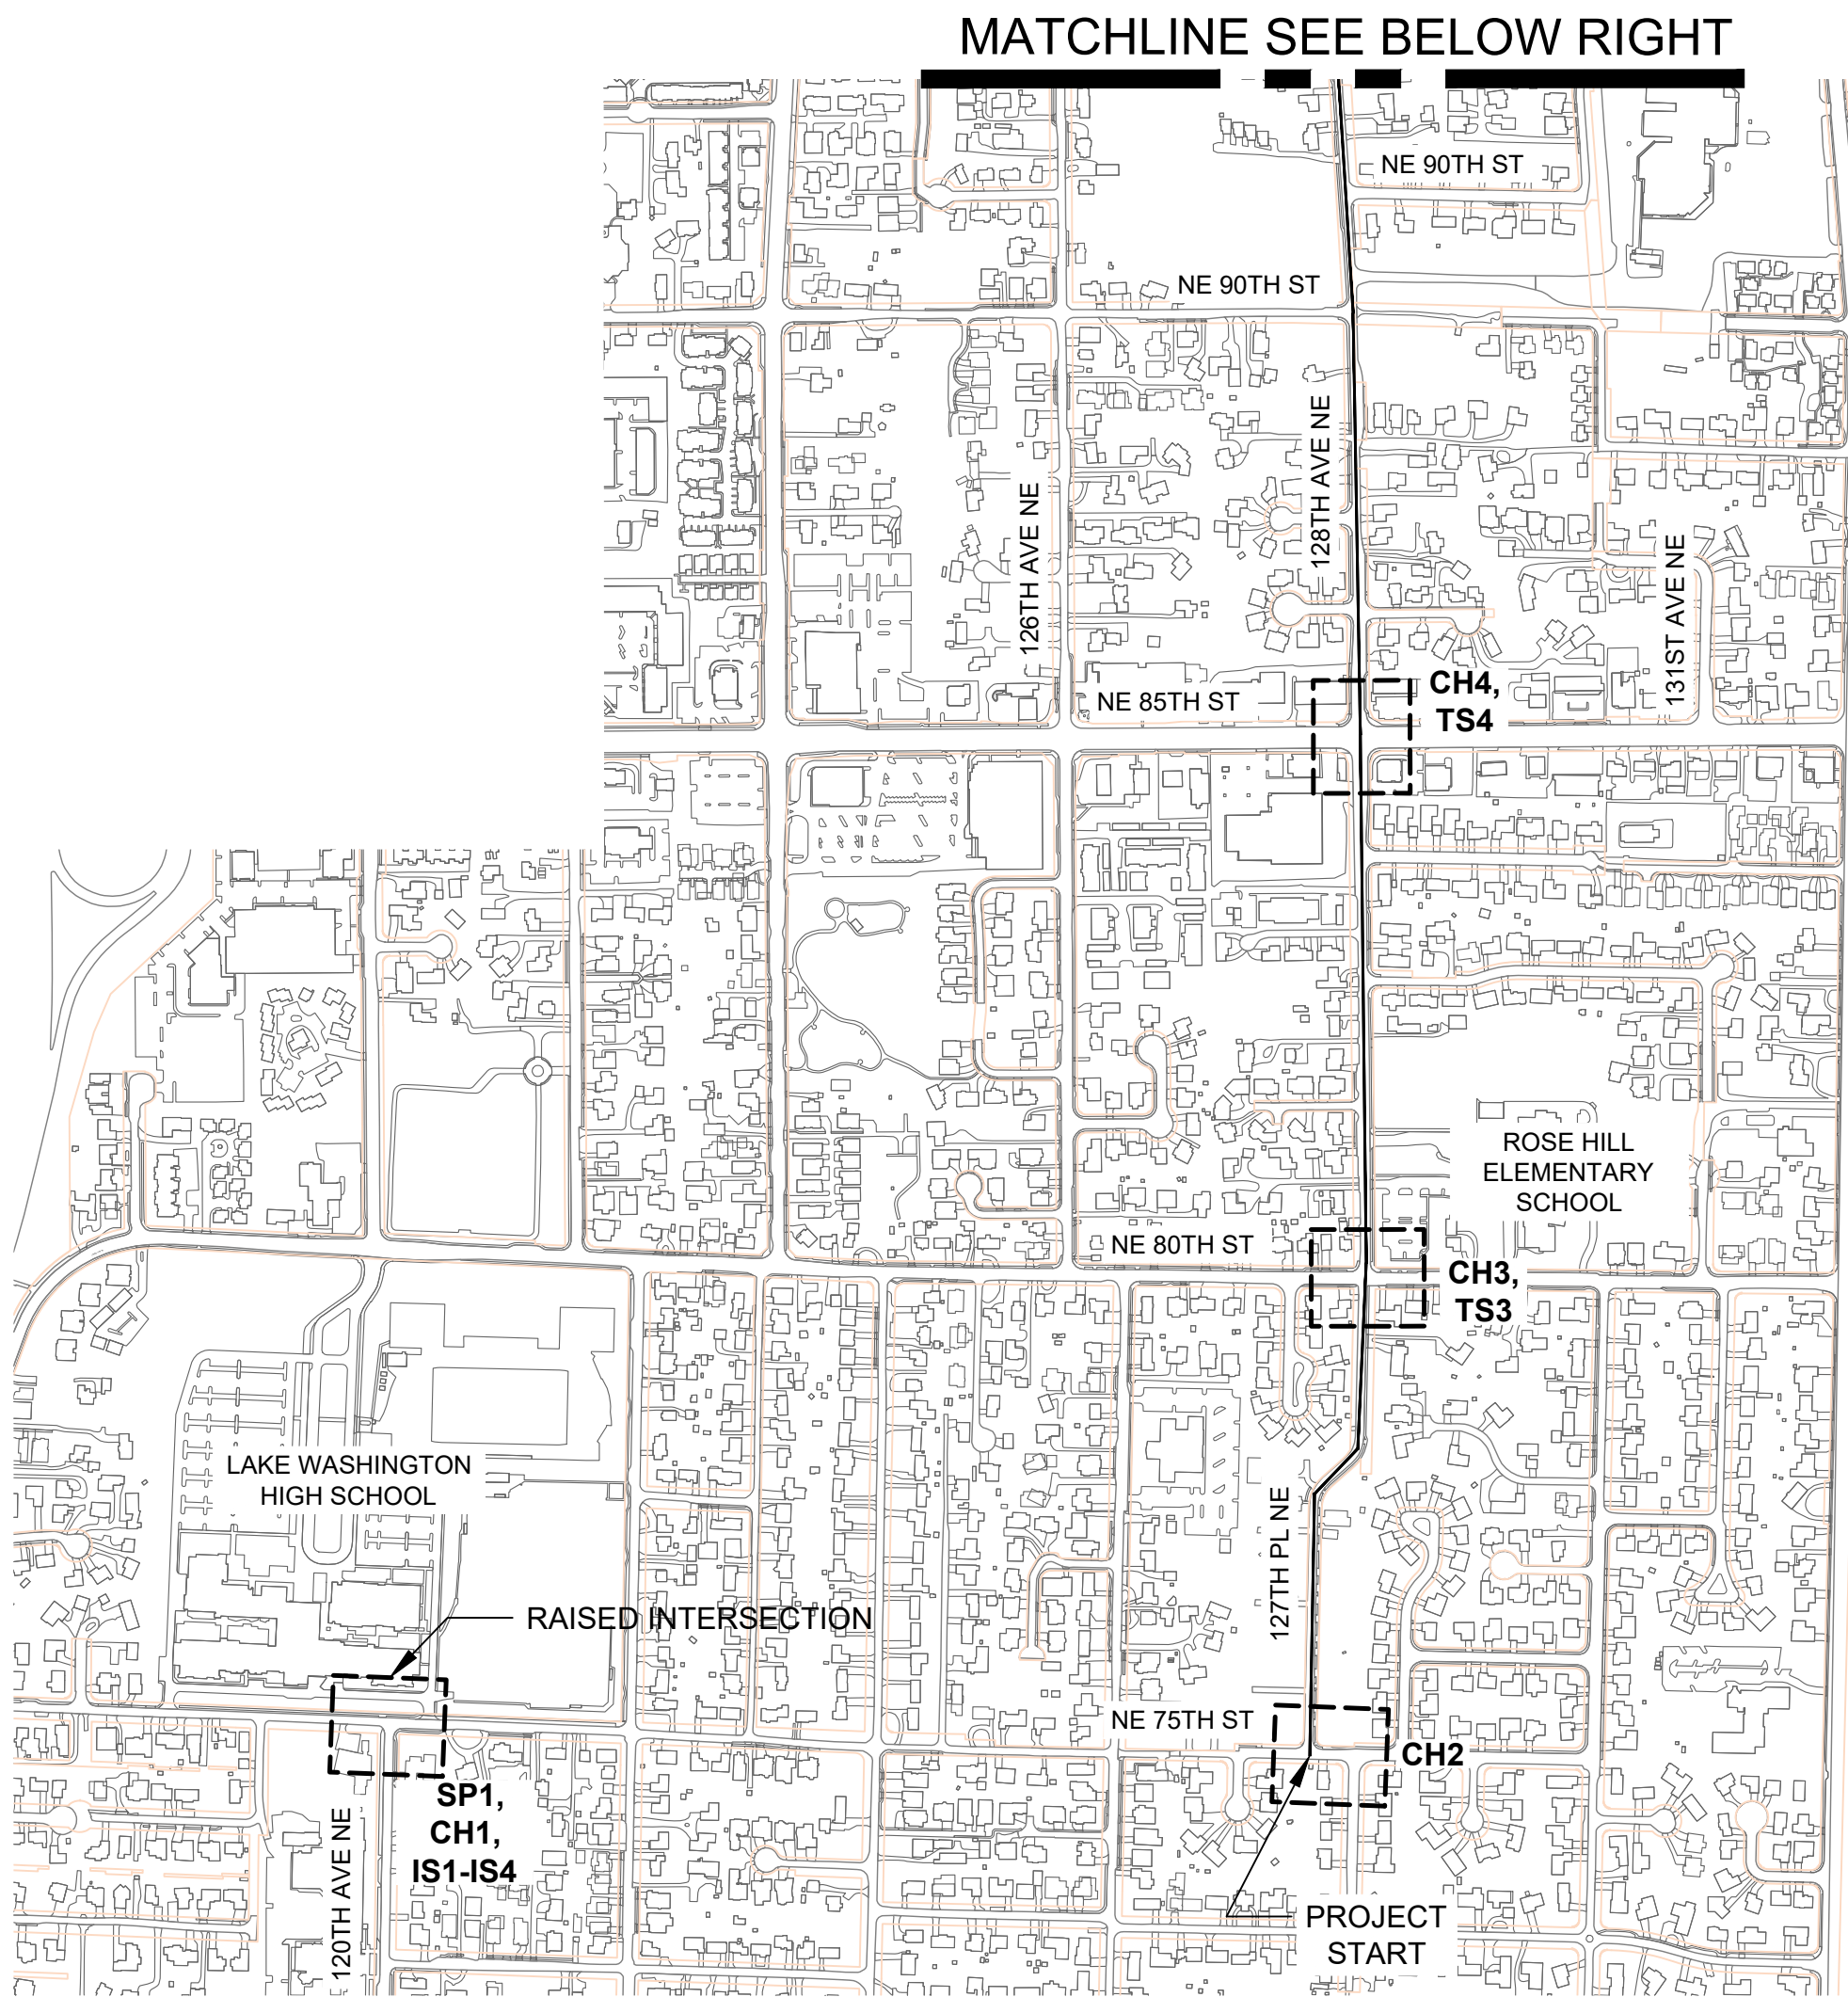 MATCHLINE SEE BELOW RIGHT
NE 90TH ST
NE 90TH ST
128TH AVE NE
126TH AVE NE
131ST AVE NE
NE 85TH ST
CH4,
TS4
ROSE HILL
ELEMENTARY
SCHOOL
NE 80TH ST
CH3,
TS3
LAKE WASHINGTON
HIGH SCHOOL
127TH PL NE
RAISED INTERSECTION
NE 75TH ST
CH2
SP1,
CH1,
IS1-IS4
120TH AVE NE
PROJECT
START